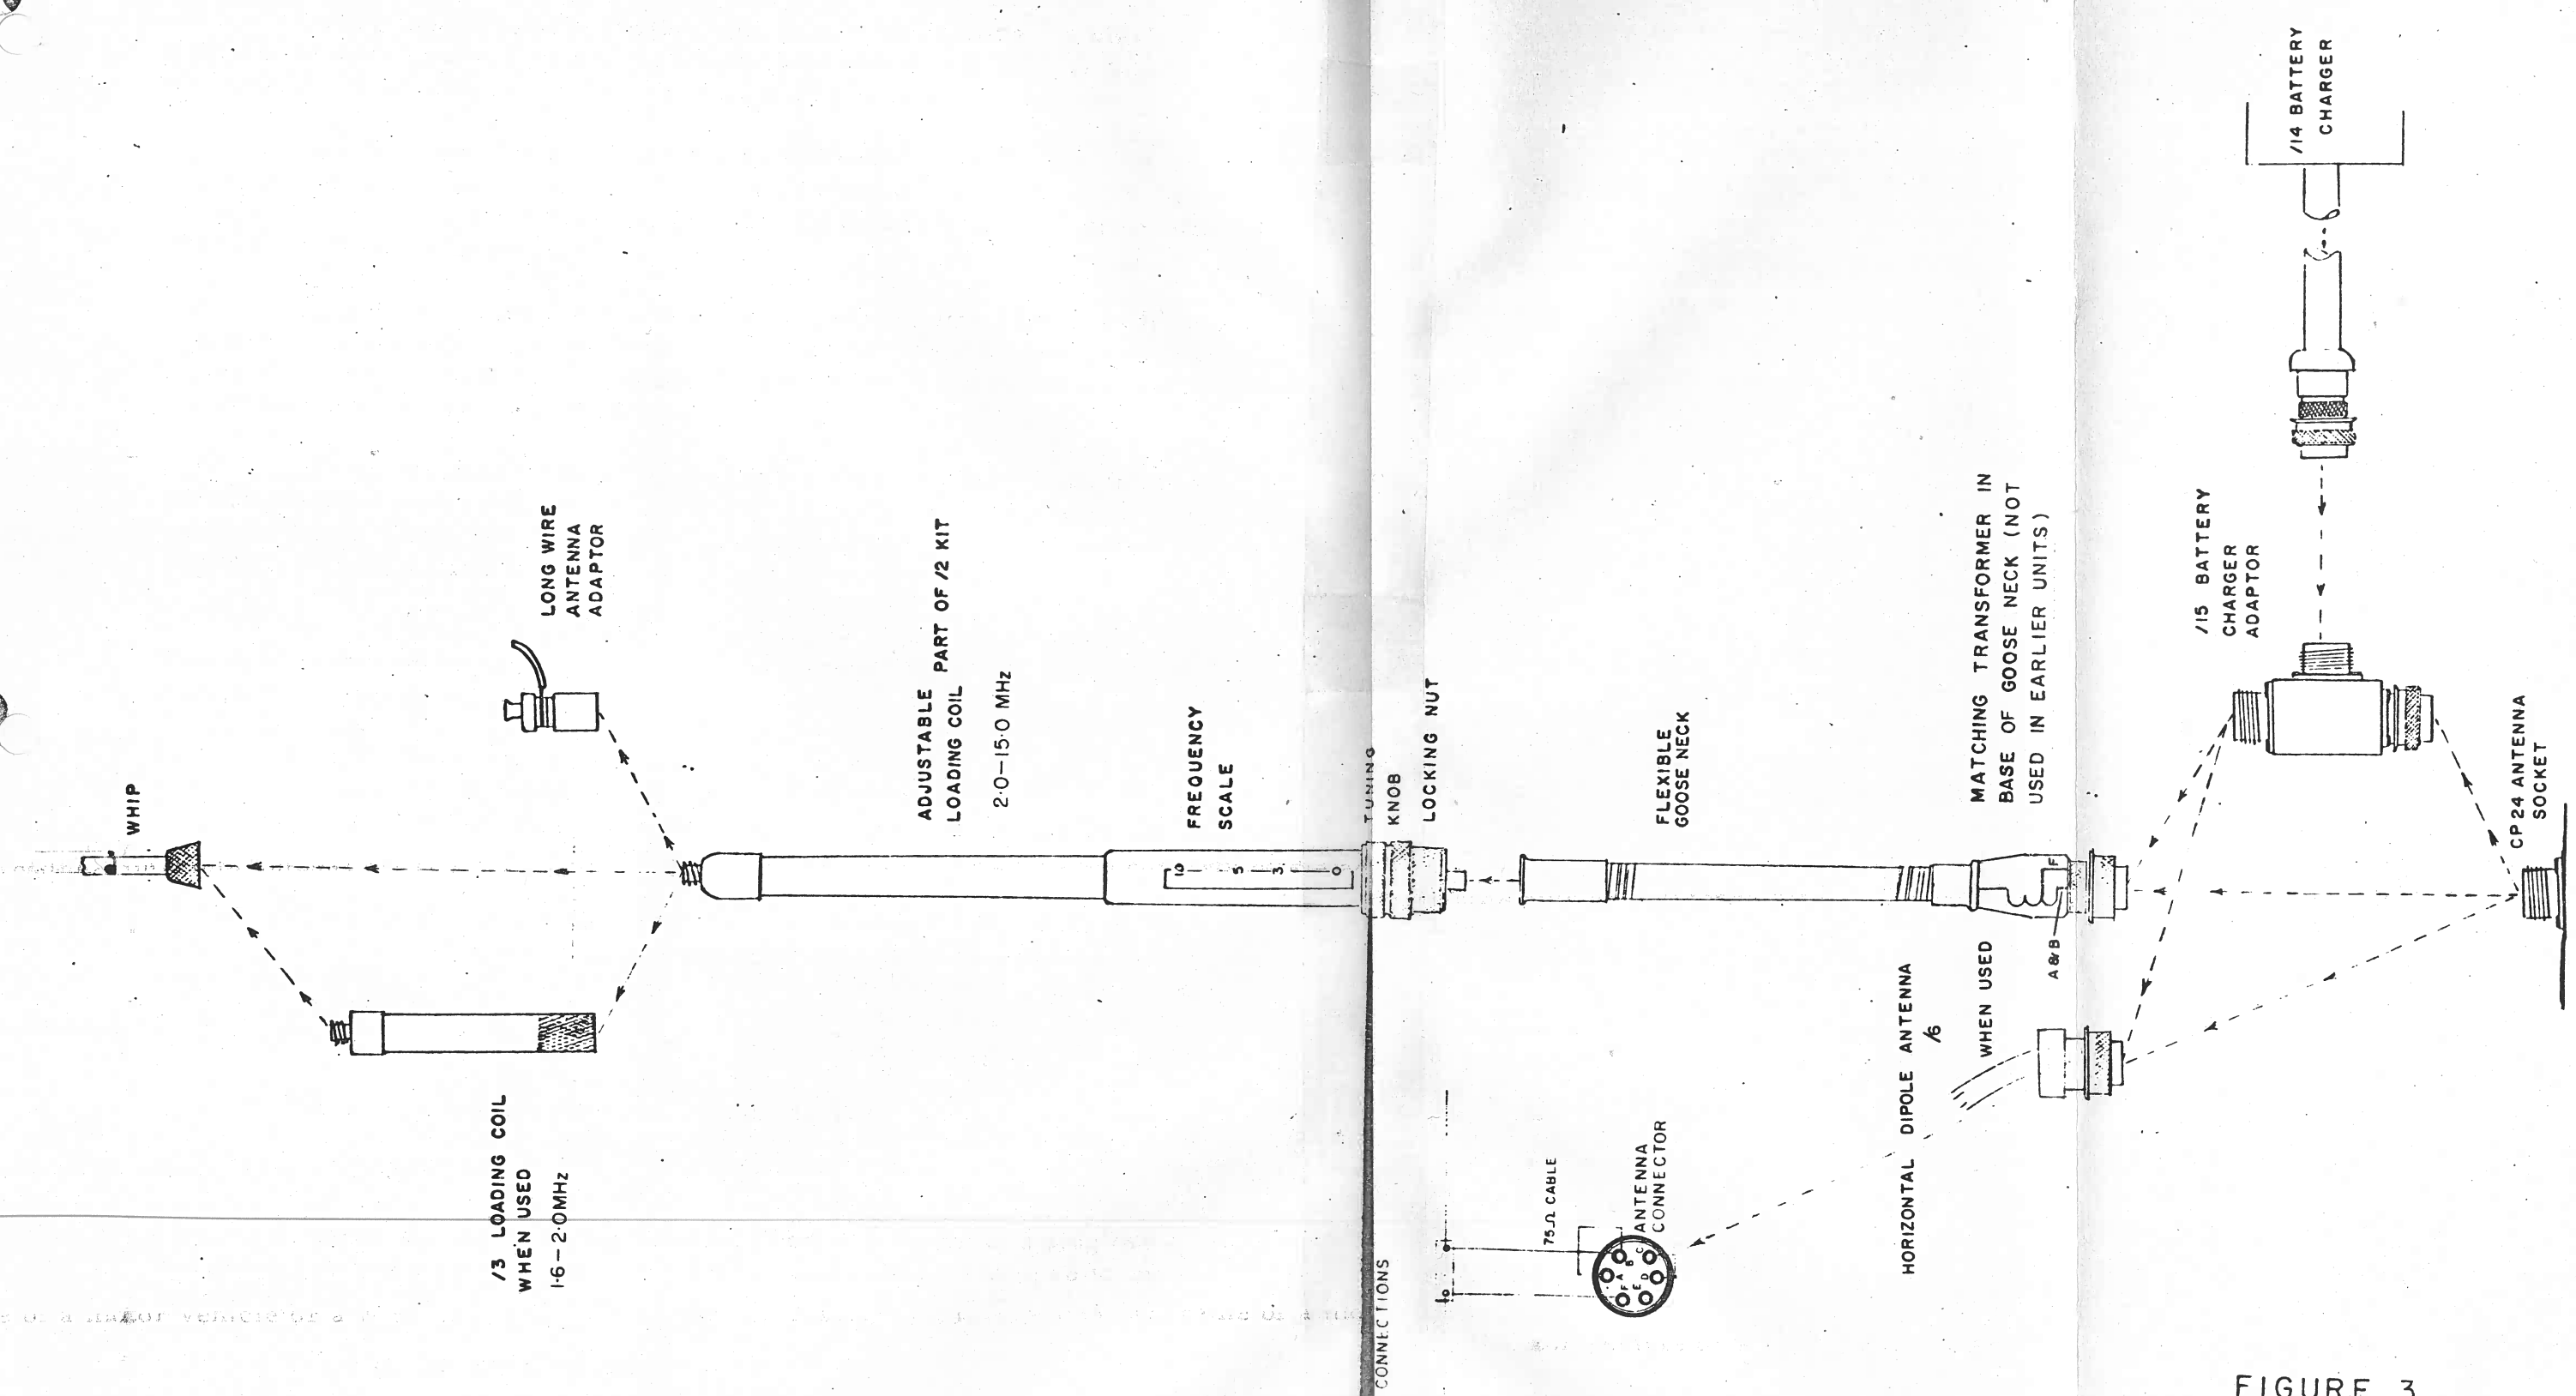 WHIP
LONG WIRE
ANTENNA
ADAPTOR
/3 LOADING COIL
WHEN USED
1·6–2·0MHz
ADJUSTABLE
LOADING COIL
PART OF /2 KIT
2·0–15·0 MHz
FREQUENCY
SCALE
10
5
3
0
TUNING
KNOB
LOCKING NUT
FLEXIBLE
GOOSE NECK
MATCHING TRANSFORMER IN
BASE OF GOOSE NECK (NOT
USED IN EARLIER UNITS)
F
A&B
HORIZONTAL DIPOLE ANTENNA
/6
WHEN USED
75Ω CABLE
ANTENNA
CONNECTOR
A
B
C
D
E
F
CONNECTIONS
/14 BATTERY
CHARGER
/15 BATTERY
CHARGER
ADAPTOR
CP24 ANTENNA
SOCKET
FIGURE 3